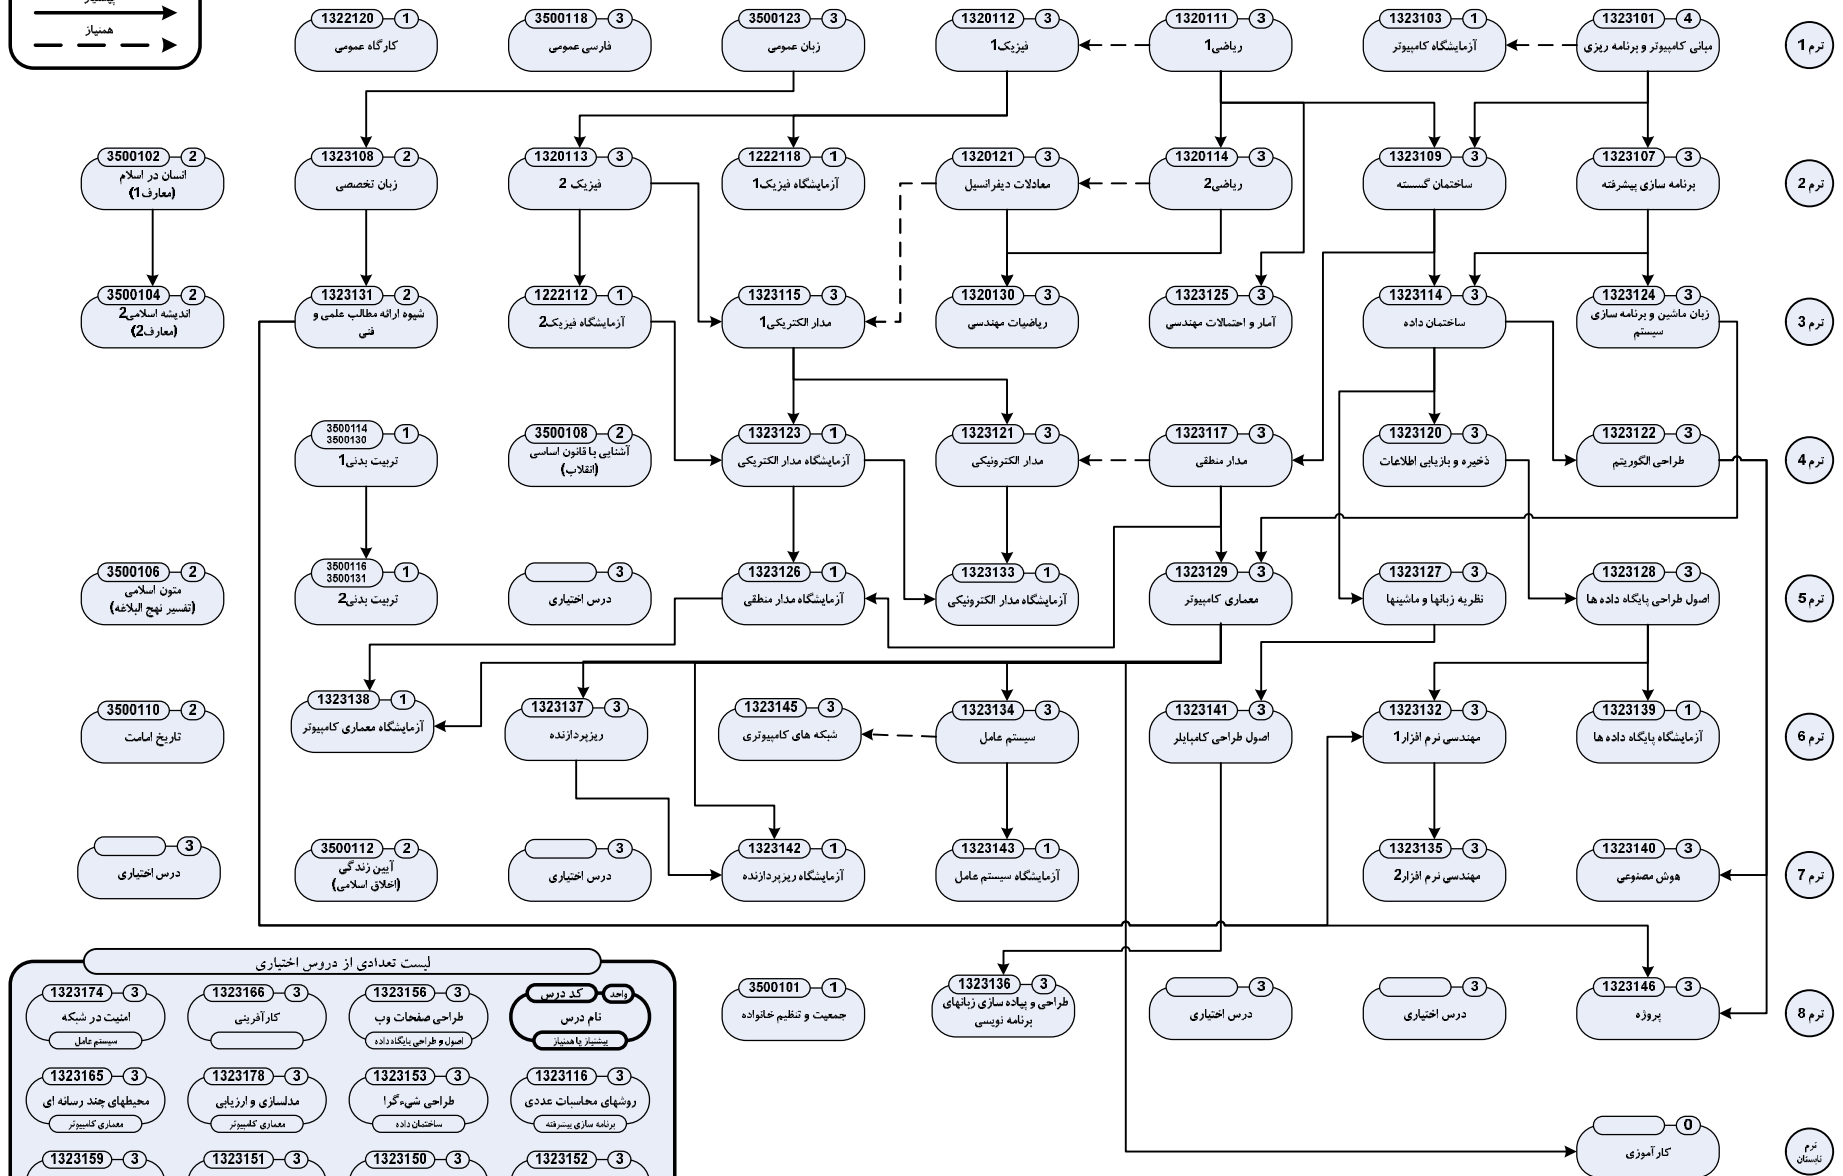 پیشنیاز
همنیاز
ترم 1
4 1323101
مبانی کامپیوتر و برنامه ریزی
1 1323103
آزمایشگاه کامپیوتر
3 1320111
ریاضی1
3 1320112
فیزیک1
3 3500123
زبان عمومی
3 3500118
فارسی عمومی
1 1322120
کارگاه عمومی
ترم 2
3 1323107
برنامه سازی پیشرفته
3 1323109
ساختمان گسسته
3 1320114
ریاضی2
3 1320121
معادلات دیفرانسیل
1 1222118
آزمایشگاه فیزیک1
3 1320113
فیزیک 2
2 1323108
زبان تخصصی
2 3500102
انسان در اسلام
(معارف1)
ترم 3
3 1323124
زبان ماشین و برنامه سازی
سیستم
3 1323114
ساختمان داده
3 1323125
آمار و احتمالات مهندسی
3 1320130
ریاضیات مهندسی
3 1323115
مدار الکتریکی1
1 1222112
آزمایشگاه فیزیک2
2 1323131
شیوه ارائه مطالب علمی و
فنی
2 3500104
اندیشه اسلامی2
(معارف2)
ترم 4
3 1323122
طراحی الگوریتم
3 1323120
ذخیره و بازیابی اطلاعات
3 1323117
مدار منطقی
3 1323121
مدار الکترونیکی
1 1323123
آزمایشگاه مدار الکتریکی
2 3500108
آشنایی با قانون اساسی
(انقلاب)
1 3500114
3500130
تربیت بدنی1
ترم 5
3 1323128
اصول طراحی پایگاه داده ها
3 1323127
نظریه زبانها و ماشینها
3 1323129
معماری کامپیوتر
1 1323133
آزمایشگاه مدار الکترونیکی
1 1323126
آزمایشگاه مدار منطقی
3
درس اختیاری
1 3500116
3500131
تربیت بدنی2
2 3500106
متون اسلامی
(تفسیر نهج البلاغه)
ترم 6
1 1323139
آزمایشگاه پایگاه داده ها
3 1323132
مهندسی نرم افزار1
3 1323141
اصول طراحی کامپایلر
3 1323134
سیستم عامل
3 1323145
شبکه های کامپیوتری
3 1323137
ریزپردازنده
1 1323138
آزمایشگاه معماری کامپیوتر
2 3500110
تاریخ امامت
ترم 7
3 1323140
هوش مصنوعی
3 1323135
مهندسی نرم افزار2
1 1323143
آزمایشگاه سیستم عامل
1 1323142
آزمایشگاه ریزپردازنده
3
درس اختیاری
2 3500112
آیین زندگی
(اخلاق اسلامی)
3
درس اختیاری
ترم 8
3 1323146
پروژه
3
درس اختیاری
3
درس اختیاری
3 1323136
طراحی و پیاده سازی زبانهای
برنامه نویسی
1 3500101
جمعیت و تنظیم خانواده
ترم
تابستان
0
کارآموزی
لیست تعدادی از دروس اختیاری
واحد کد درس
نام درس
پیشنیاز یا همنیاز
3 1323156
طراحی صفحات وب
اصول و طراحی پایگاه داده
3 1323166
کارآفرینی
3 1323174
امنیت در شبکه
سیستم عامل
3 1323116
روشهای محاسبات عددی
برنامه سازی پیشرفته
3 1323153
طراحی شیءگرا
ساختمان داده
3 1323178
مدلسازی و ارزیابی
معماری کامپیوتر
3 1323165
محیطهای چند رسانه ای
معماری کامپیوتر
3 1323152
3 1323150
3 1323151
3 1323159